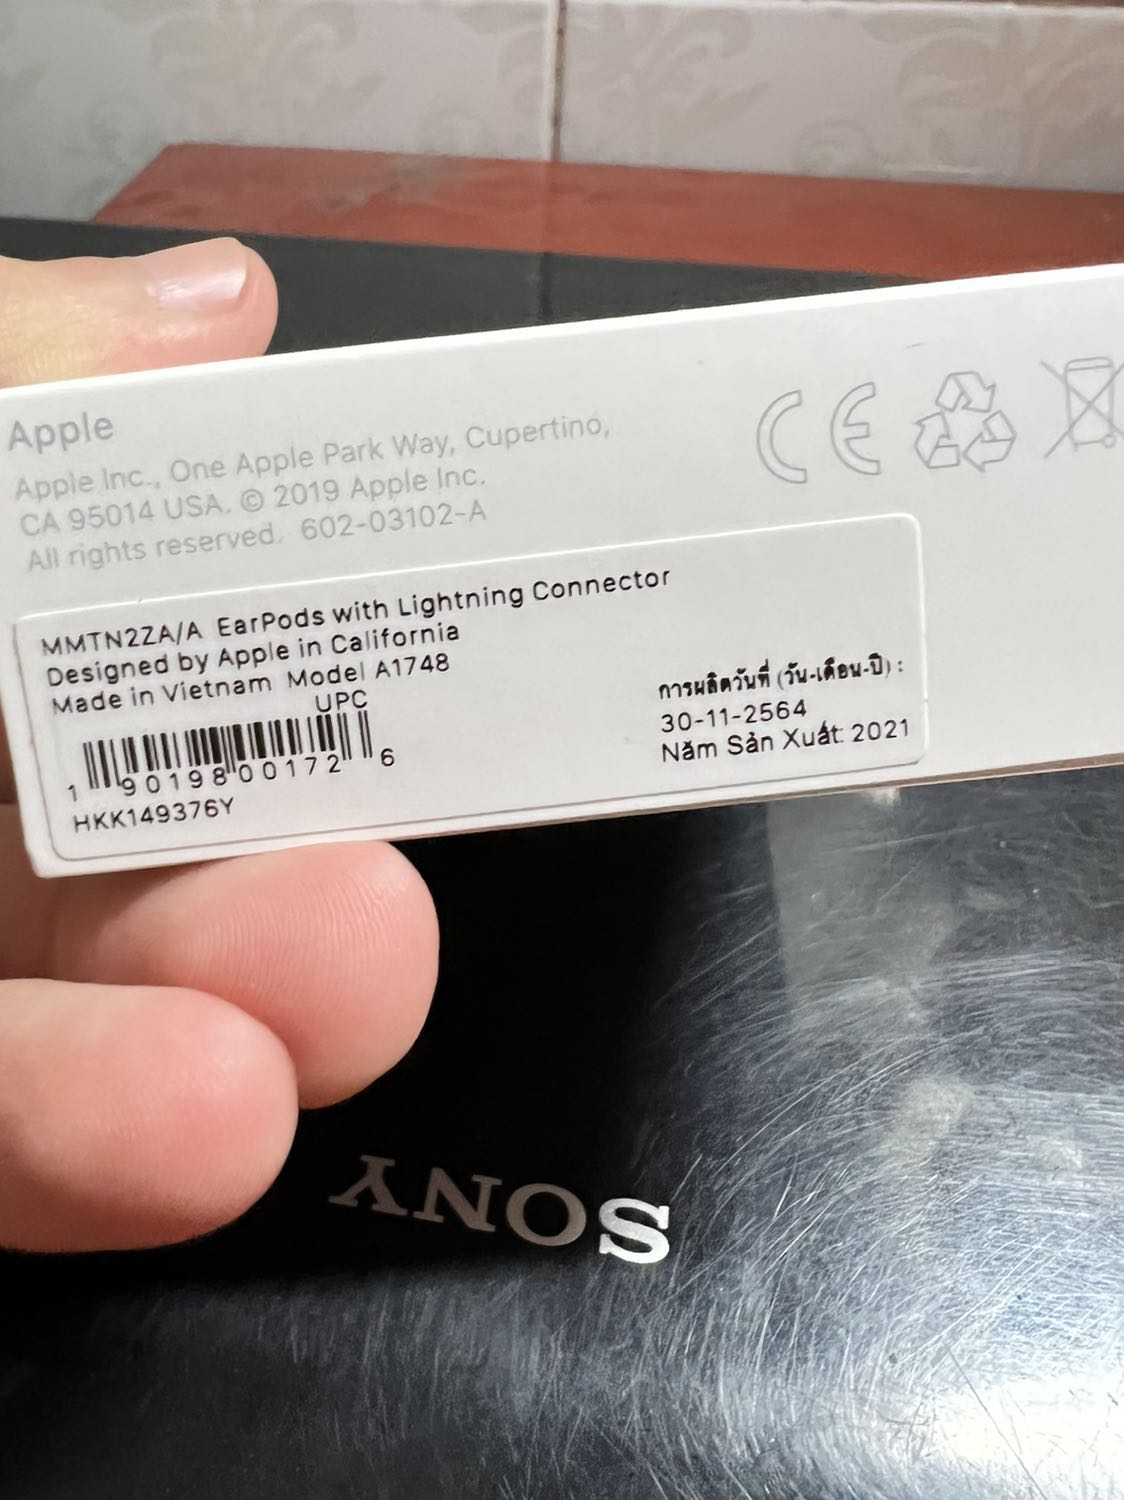 Apple
Apple Inc., One Apple Park Way, Cupertino,
CA 95014 USA. © 2019 Apple Inc.
All rights reserved. 602-03102-A
CE
MMTN2ZA/A EarPods with Lightning Connector
Designed by Apple in California
Made in Vietnam Model A1748
UPC
1 90198 00172 6
HKK149376Y
การผลิตวันที่ (วัน-เดือน-ปี) :
30-11-2564
Năm Sản Xuất: 2021
SONY